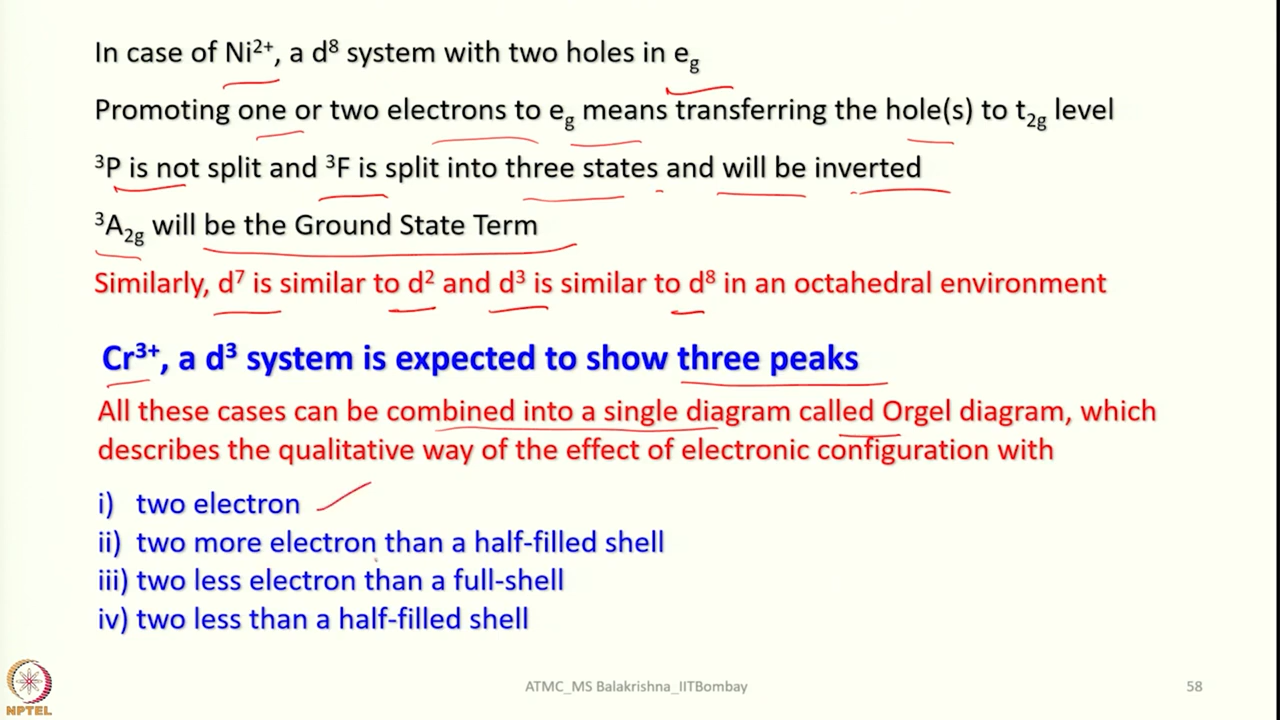 In case of Ni²⁺, a d⁸ system with two holes in e_g
Promoting one or two electrons to e_g means transferring the hole(s) to t₂g level
³P is not split and ³F is split into three states and will be inverted
³A₂g will be the Ground State Term
Similarly, d⁷ is similar to d² and d³ is similar to d⁸ in an octahedral environment
Cr³⁺, a d³ system is expected to show three peaks
All these cases can be combined into a single diagram called Orgel diagram, which
describes the qualitative way of the effect of electronic configuration with
i) two electron
ii) two more electron than a half-filled shell
iii) two less electron than a full-shell
iv) two less than a half-filled shell
NPTEL
ATMC_MS Balakrishna_IITBombay
58